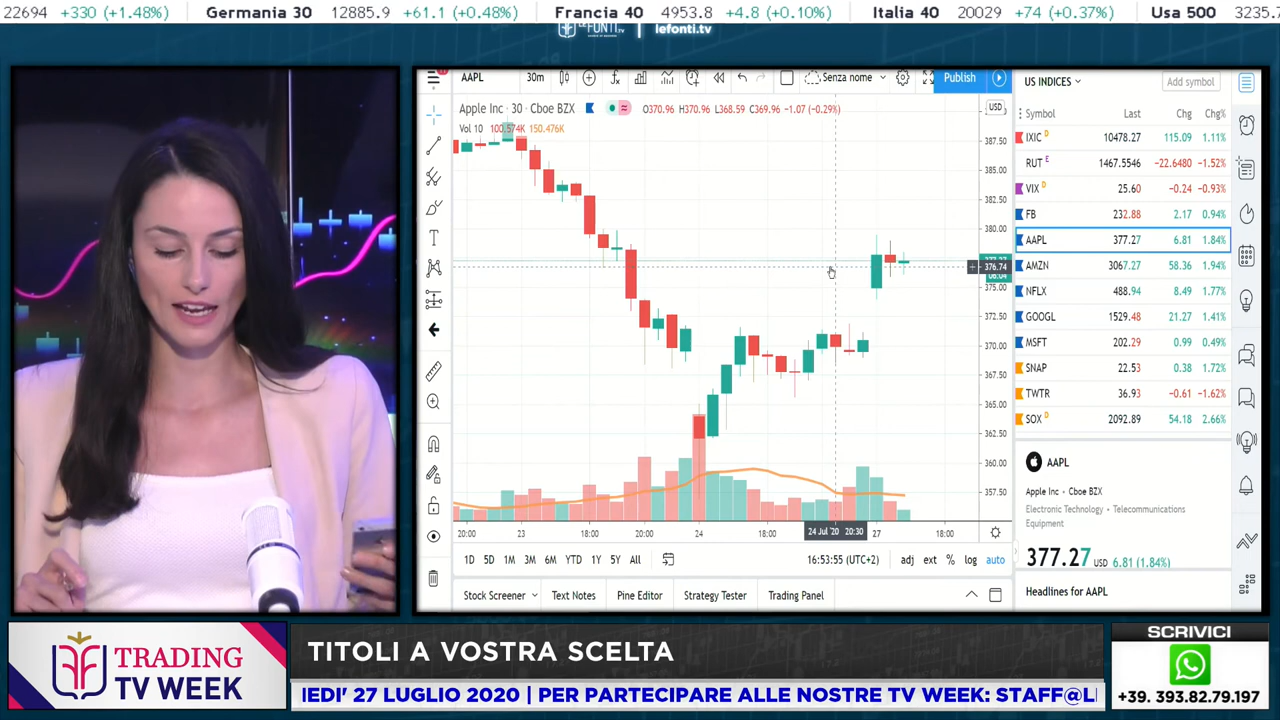 22694 +330 (+1.48%) Germania 30 12885.9 +61.1 (+0.48%) Francia 40 4953.8 +4.8 (+0.10%) Italia 40 20029 +74 (+0.37%) Usa 500 3235.7
LE FONTI.TV lefonti.tv
AAPL 30m Senza nome Publish
Apple Inc · 30 · Cboe BZX O370.96 H370.96 L368.59 C369.96 −1.07 (−0.29%) USD
Vol 10 100.574K 150.476K
387.50
385.00
382.50
380.00
377.27
376.74
06:04
375.00
372.50
370.00
367.50
365.00
362.50
360.00
357.50
20:00 23 18:00 20:00 24 18:00 24 Jul '20 20:30 27 18:00
1D 5D 1M 3M 6M YTD 1Y 5Y All 16:53:55 (UTC+2) adj ext % log auto
Stock Screener Text Notes Pine Editor Strategy Tester Trading Panel
US INDICES Add symbol
Symbol Last Chg Chg%
IXIC D 10478.27 115.09 1.11%
RUT E 1467.5546 −22.6480 −1.52%
VIX D 25.60 −0.24 −0.93%
FB 232.88 2.17 0.94%
AAPL 377.27 6.81 1.84%
AMZN 3067.27 58.36 1.94%
NFLX 488.94 8.49 1.77%
GOOGL 1529.48 21.27 1.41%
MSFT 202.29 0.99 0.49%
SNAP 22.53 0.38 1.72%
TWTR 36.93 −0.61 −1.62%
SOX D 2092.89 54.18 2.66%
AAPL
Apple Inc • Cboe BZX
Electronic Technology • Telecommunications
Equipment
377.27 USD 6.81 (1.84%)
Headlines for AAPL
TRADING
TV WEEK
TITOLI A VOSTRA SCELTA
IEDI' 27 LUGLIO 2020 | PER PARTECIPARE ALLE NOSTRE TV WEEK: STAFF@L
SCRIVICI
+39. 393.82.79.197